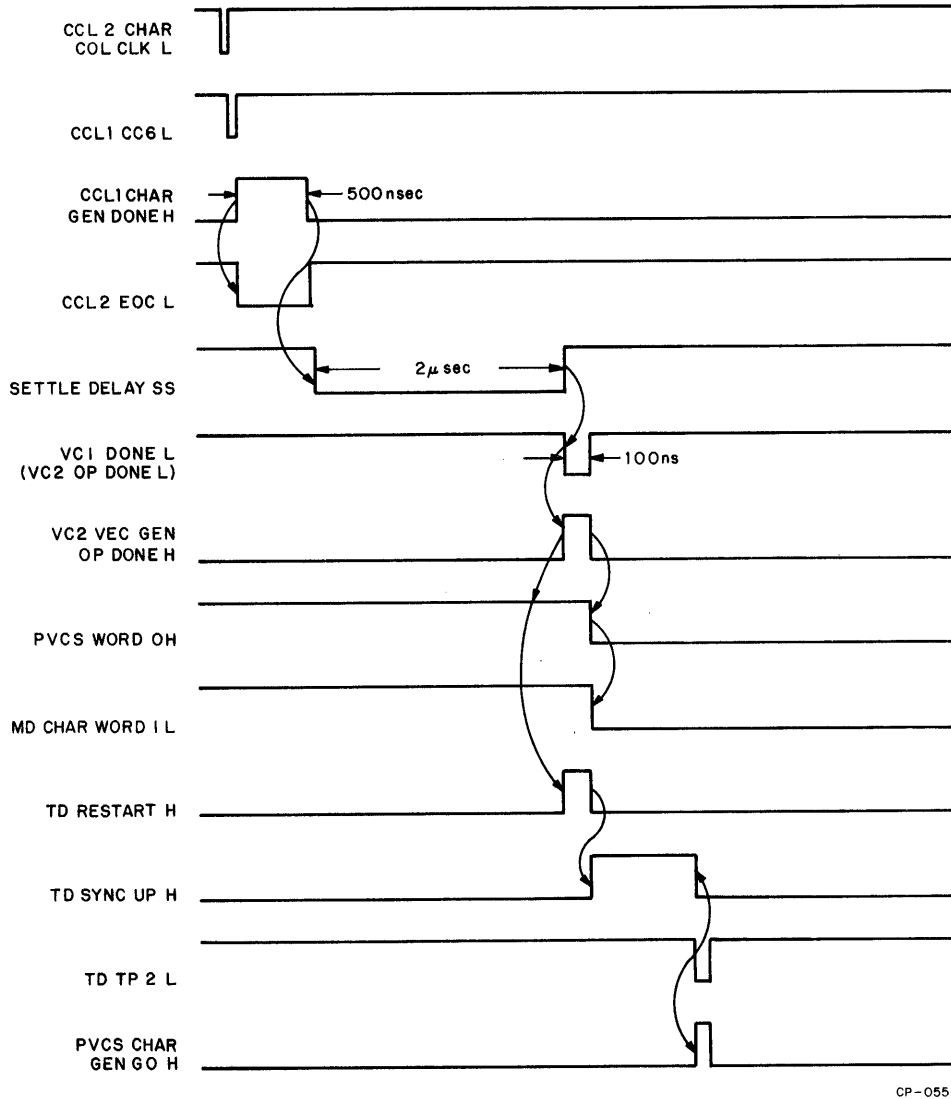 CCL 2 CHAR
COL CLK L
CCL1 CC6 L
CCL1 CHAR
GEN DONE H
500 nsec
CCL2 EOC L
SETTLE DELAY SS
2μ sec
VC1 DONE L
(VC2 OP DONE L)
100ns
VC2 VEC GEN
OP DONE H
PVCS WORD OH
MD CHAR WORD 1 L
TD RESTART H
TD SYNC UP H
TD TP 2 L
PVCS CHAR
GEN GO H
CP-055